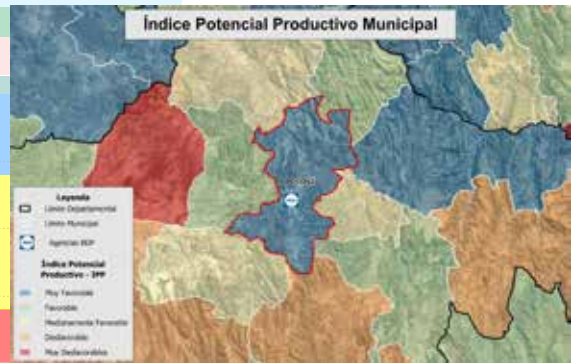 Índice Potencial Productivo Municipal
Leyenda
Límite Departamental
Límite Municipal
Agencias BDP
Índice Potencial
Productivo - IPP
Muy Favorable
Favorable
Medianamente Favorable
Desfavorable
Muy Desfavorable